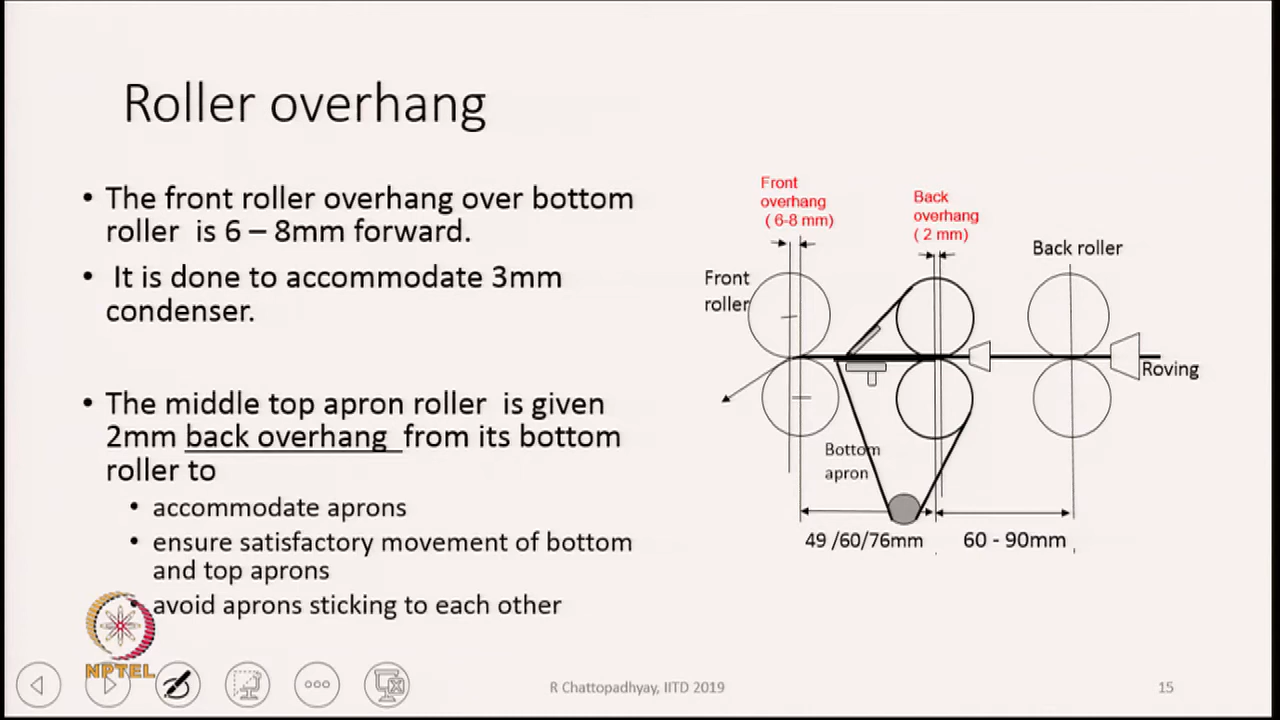 Roller overhang
• The front roller overhang over bottom
roller is 6 – 8mm forward.
• It is done to accommodate 3mm
condenser.
• The middle top apron roller is given
2mm back overhang from its bottom
roller to
• accommodate aprons
• ensure satisfactory movement of bottom
and top aprons
• avoid aprons sticking to each other
Front
overhang
( 6-8 mm)
Back
overhang
( 2 mm)
Back roller
Front
roller
Roving
Bottom
apron
49 /60/76mm
60 - 90mm
NPTEL
R Chattopadhyay, IITD 2019
15